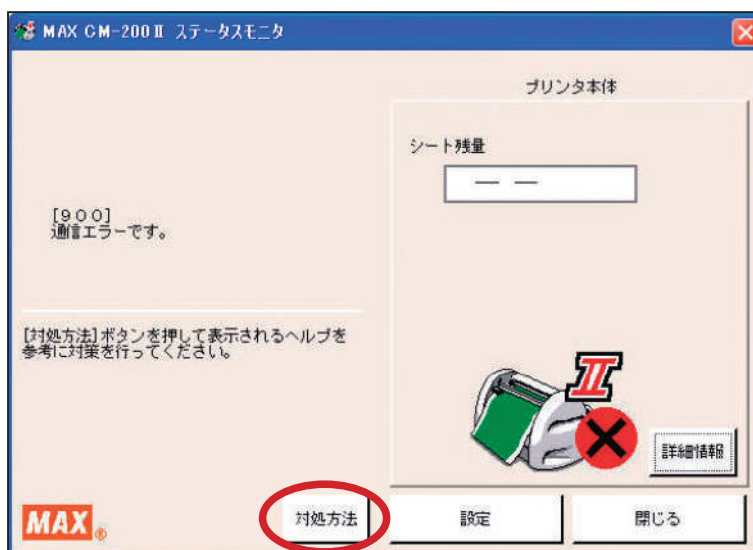 MAX CM-200Ⅱ ステータスモニタ
プリンタ本体
シート残量
― ―
[900]
通信エラーです。
[対処方法]ボタンを押して表示されるヘルプを
参考に対策を行ってください。
Ⅱ
詳細情報
MAX®
対処方法
設定
閉じる